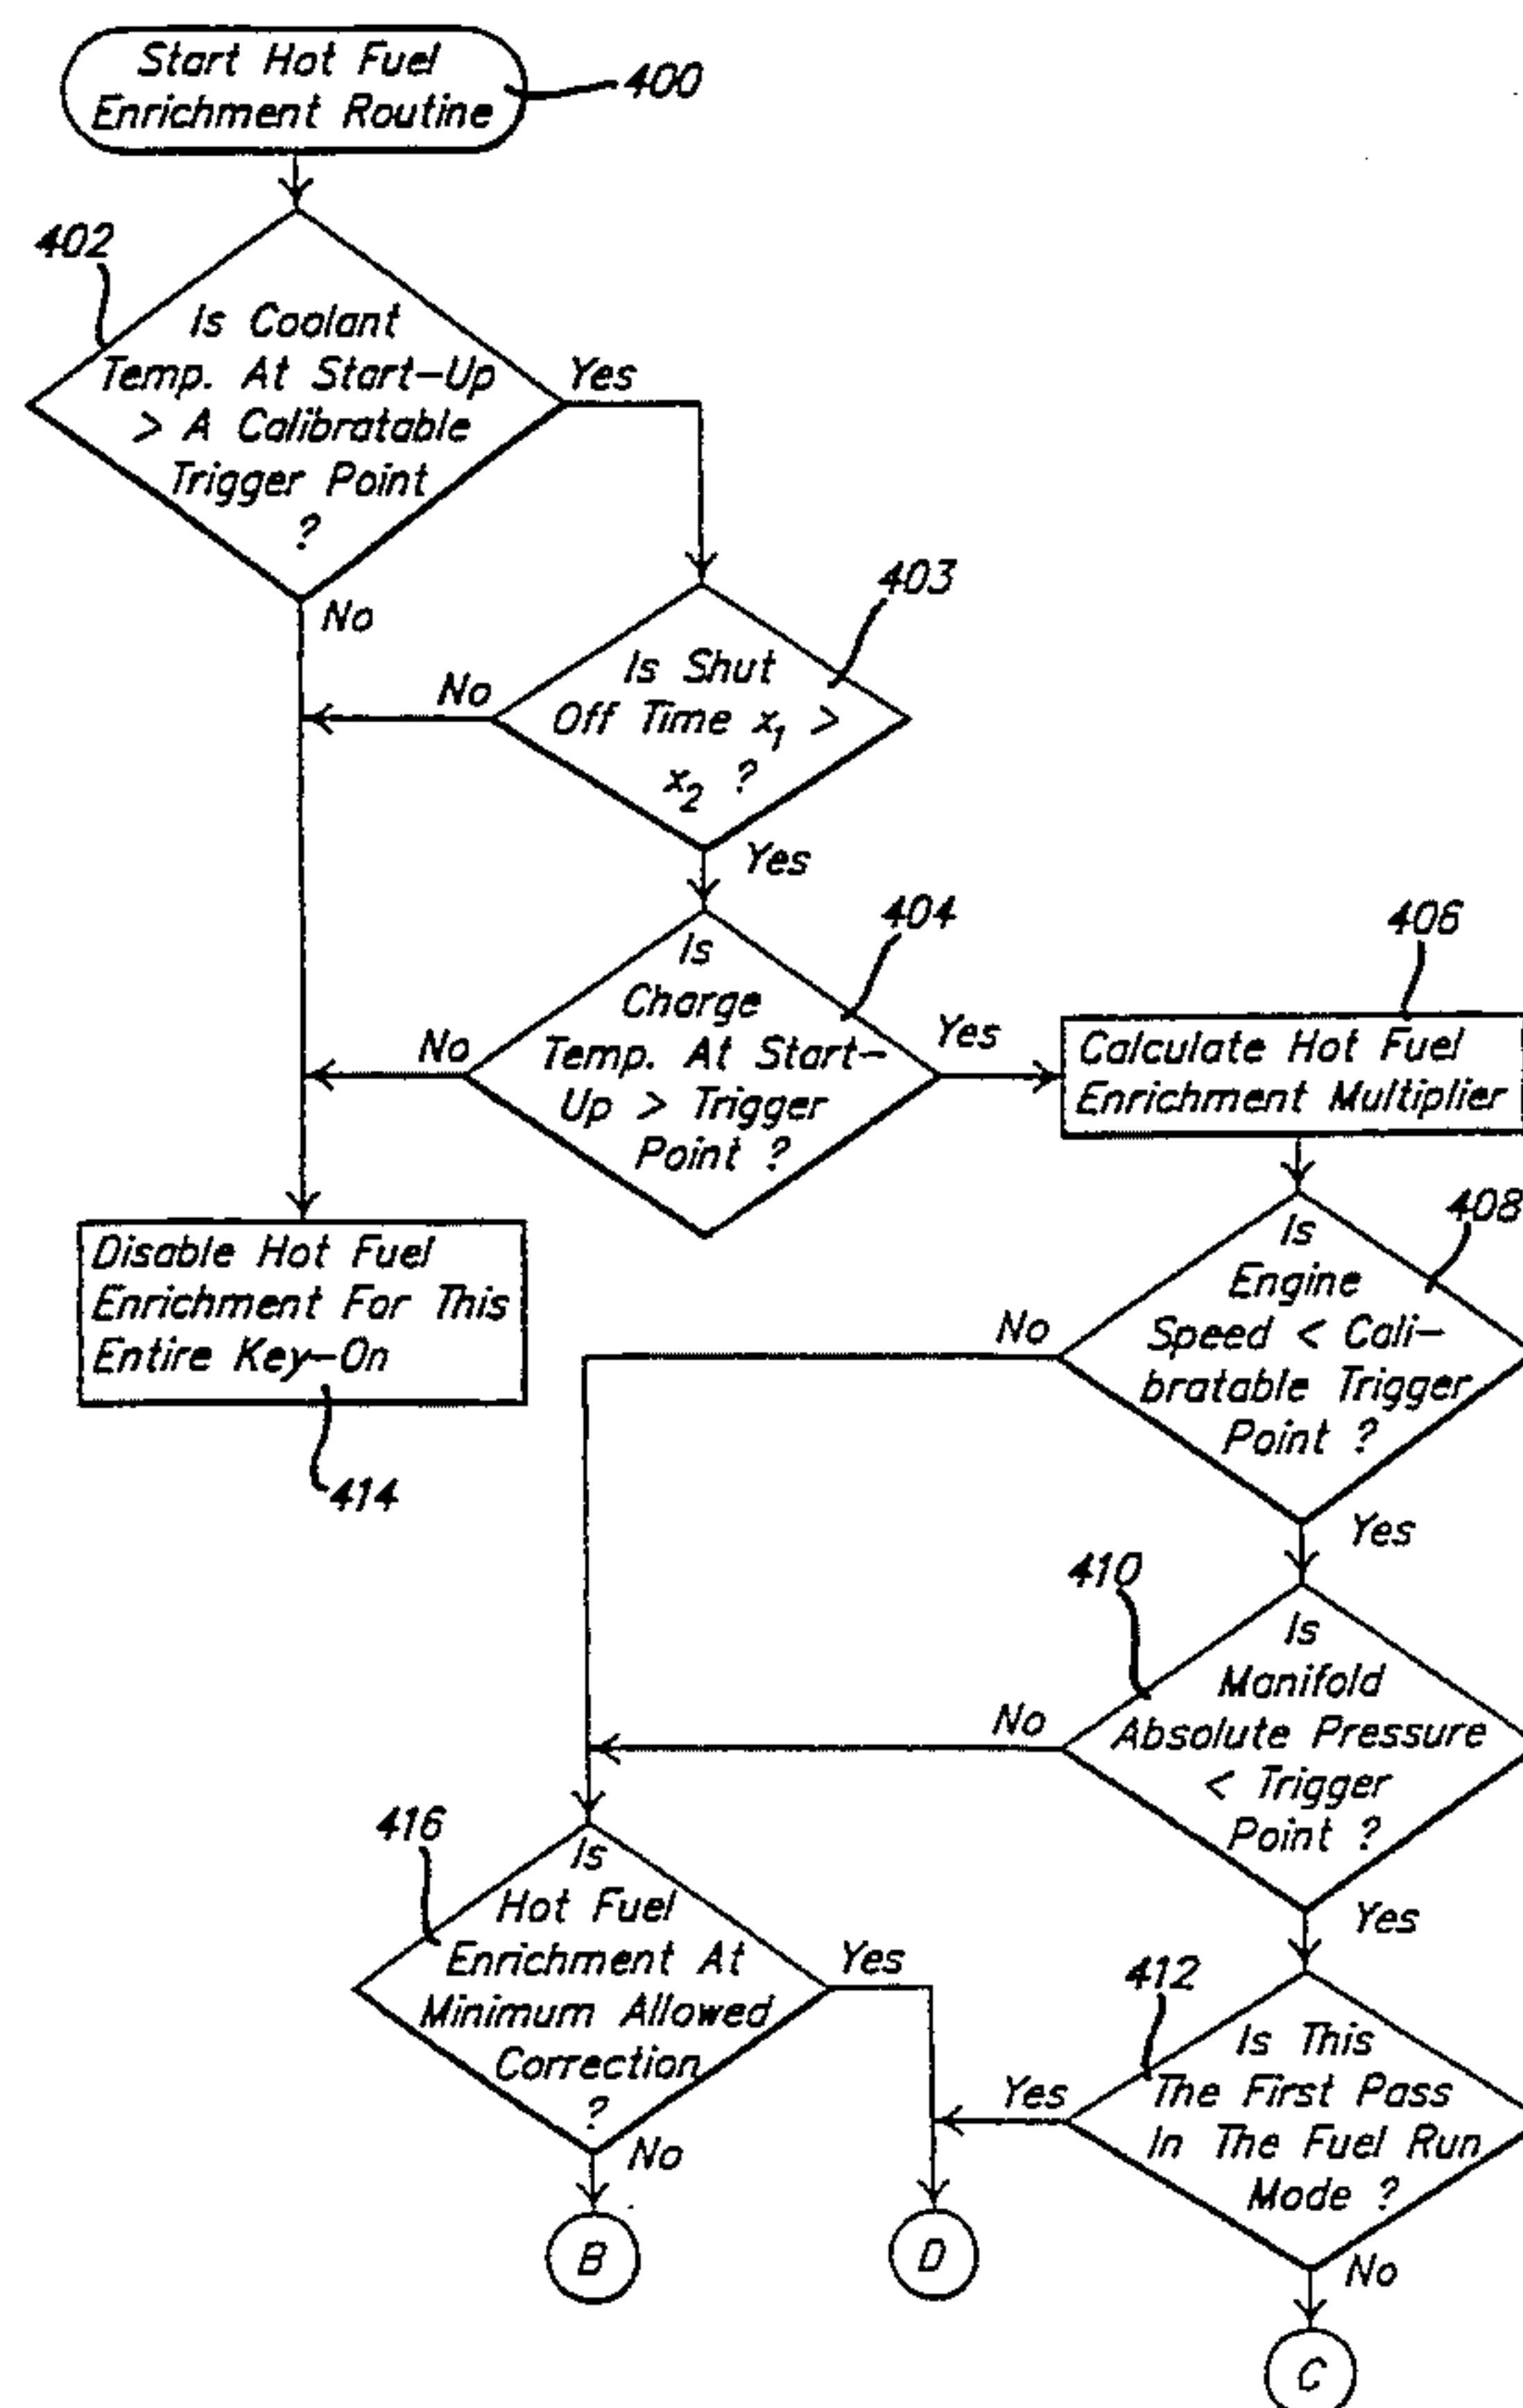 Start Hot Fuel
Enrichment Routine
400
402
Is Coolant
Temp. At Start-Up
> A Calibratable
Trigger Point
?
Yes
No
403
Is Shut
Off Time x₁ >
x₂ ?
No
Yes
404
Is
Charge
Temp. At Start-
Up > Trigger
Point ?
No
Yes
406
Calculate Hot Fuel
Enrichment Multiplier
Disable Hot Fuel
Enrichment For This
Entire Key-On
414
408
Is
Engine
Speed < Cali-
bratable Trigger
Point ?
No
Yes
410
Is
Manifold
Absolute Pressure
< Trigger
Point ?
No
Yes
416
Is
Hot Fuel
Enrichment At
Minimum Allowed
Correction
?
Yes
No
412
Is This
The First Pass
In The Fuel Run
Mode ?
Yes
No
B
D
C